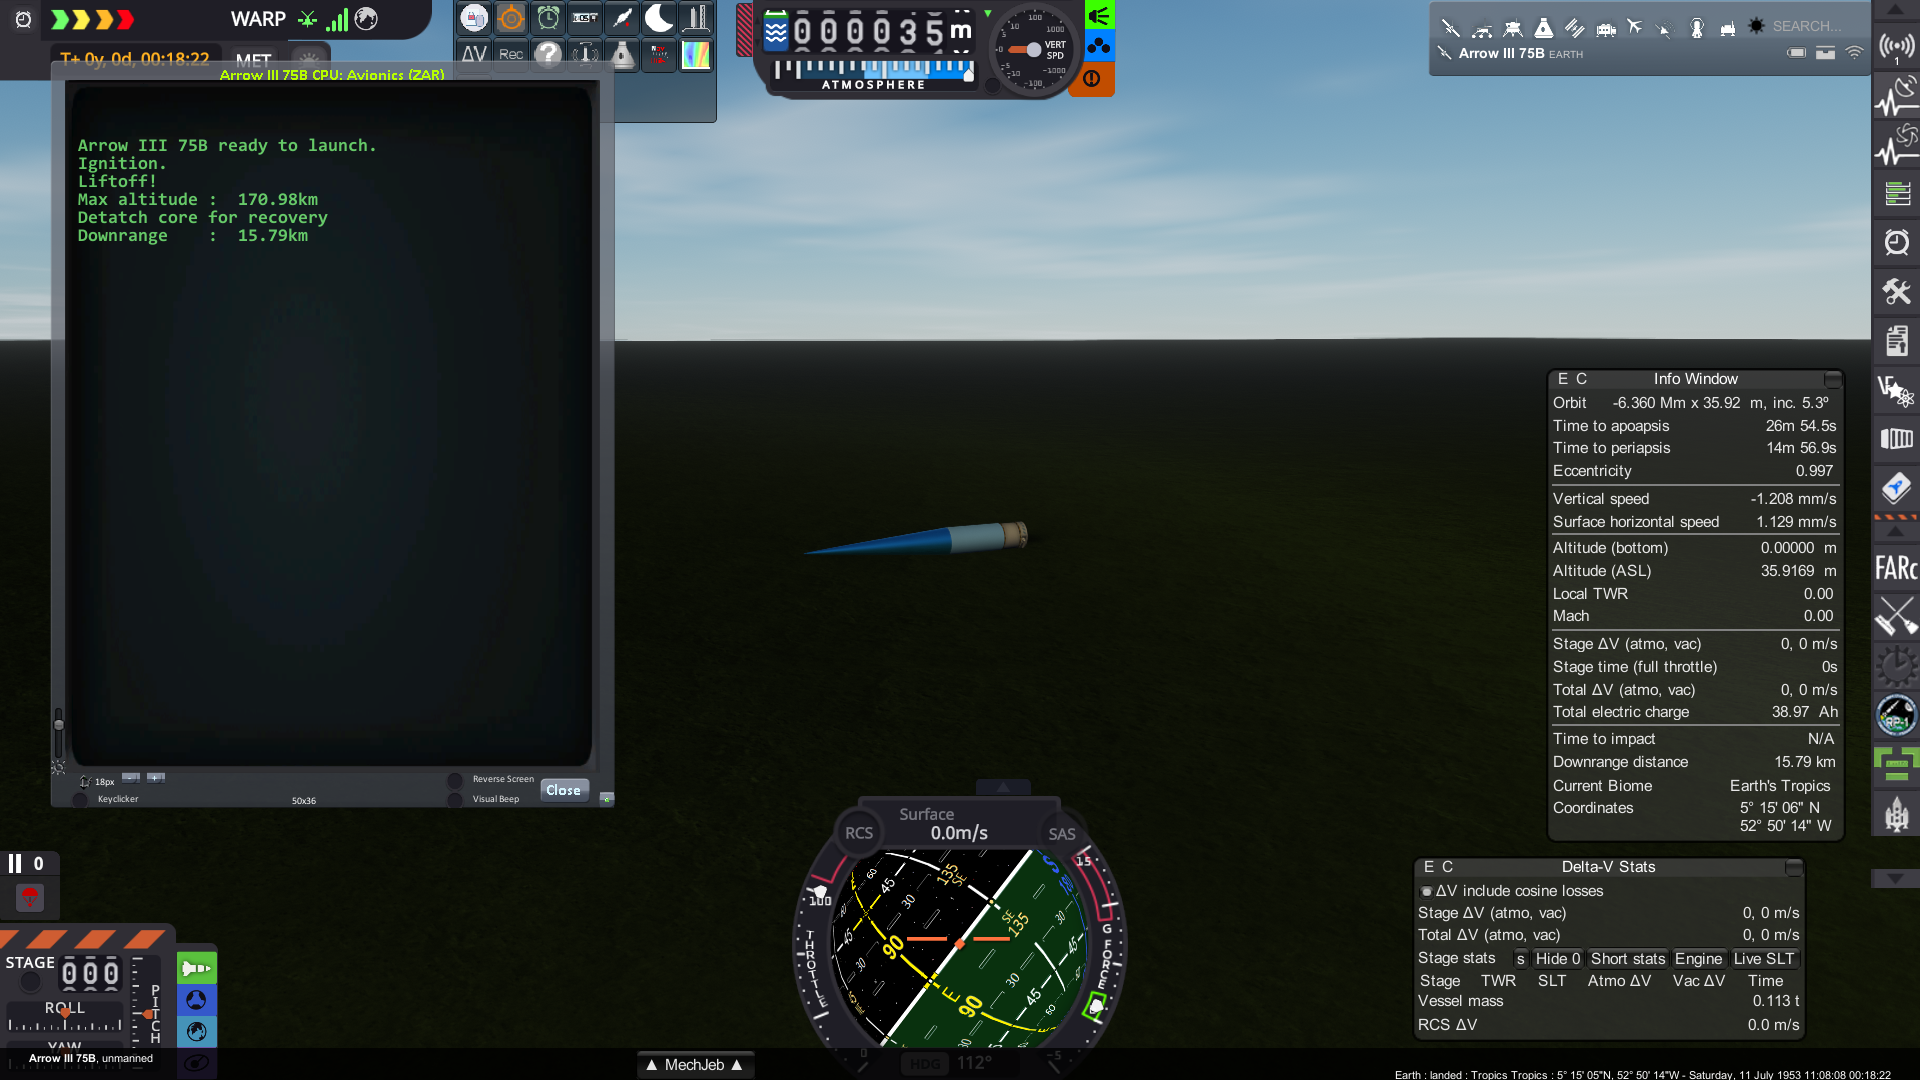 WARP
T+ 0y, 0d, 00:18:22 MET
ΔV Rec
Arrow III 75B CPU: Avionics (ZAR)
Arrow III 75B ready to launch.
Ignition.
Liftoff!
Max altitude :  170.98km
Detatch core for recovery
Downrange    :  15.79km
18px
Reverse Screen
Keyclicker
50x36
Visual Beep
Close
000035 m
ATMOSPHERE
VERT SPD
SEARCH...
Arrow III 75B EARTH
1
FARc
RP-1
E C Info Window
Orbit -6.360 Mm x 35.92 m, inc. 5.3º
Time to apoapsis 26m 54.5s
Time to periapsis 14m 56.9s
Eccentricity 0.997
Vertical speed -1.208 mm/s
Surface horizontal speed 1.129 mm/s
Altitude (bottom) 0.00000 m
Altitude (ASL) 35.9169 m
Local TWR 0.00
Mach 0.00
Stage ΔV (atmo, vac) 0, 0 m/s
Stage time (full throttle) 0s
Total ΔV (atmo, vac) 0, 0 m/s
Total electric charge 38.97 Ah
Time to impact N/A
Downrange distance 15.79 km
Current Biome Earth's Tropics
Coordinates 5° 15' 06" N
52° 50' 14" W
E C Delta-V Stats
ΔV include cosine losses
Stage ΔV (atmo, vac) 0, 0 m/s
Total ΔV (atmo, vac) 0, 0 m/s
Stage stats s Hide 0 Short stats Engine Live SLT
Stage TWR SLT Atmo ΔV Vac ΔV Time
Vessel mass 0.113 t
RCS ΔV 0.0 m/s
Surface
RCS 0.0m/s SAS
THROTTLE
G FORCE
HDG 112°
MechJeb
0
STAGE 000
ROLL
PITCH
YAW
Arrow III 75B, unmanned
Earth : landed : Tropics Tropics : 5° 15' 05"N, 52° 50' 14"W - Saturday, 11 July 1953 11:08:08 00:18:22